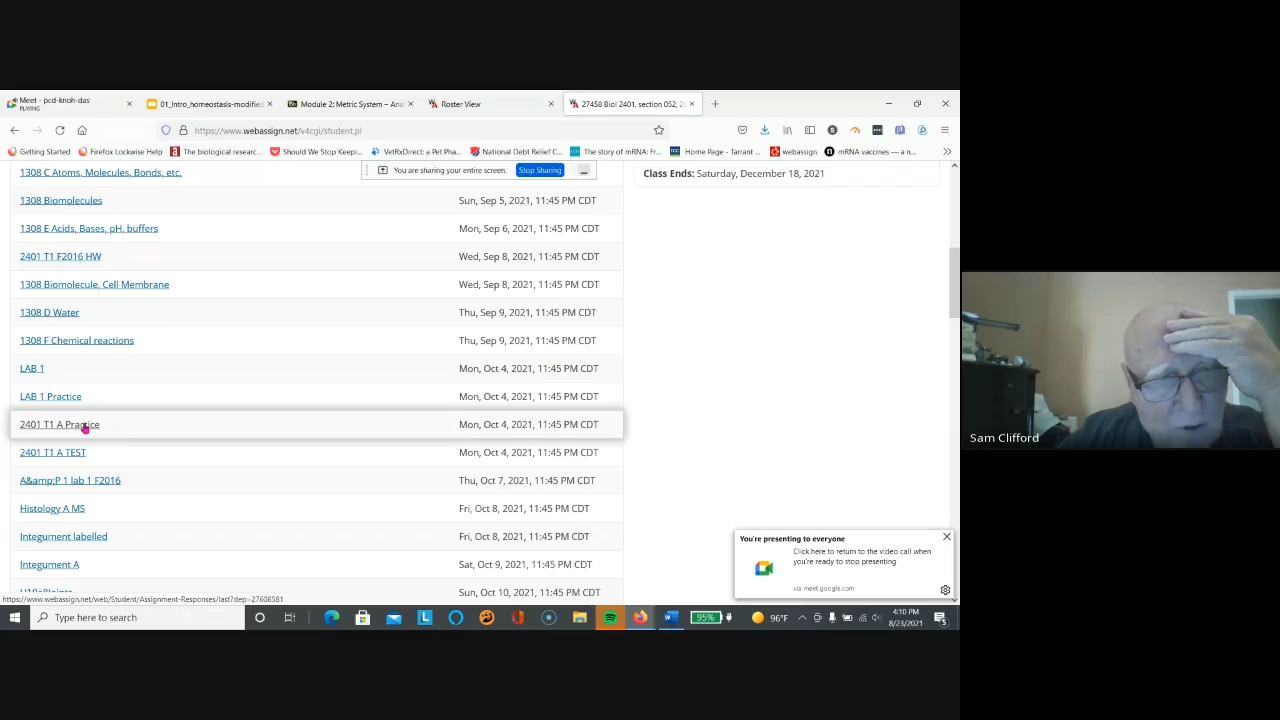 Meet - pcd-knoh-das
PLAYING
01_Intro_homeostasis-modified
Module 2: Metric System – Ana
Roster View
27458 Biol 2401, section 052, 2
https://www.webassign.net/v4cgi/student.pl
Getting Started
Firefox Lockwise Help
The biological resear...
Should We Stop Keepi...
VetRxDirect: a Pet Pha...
National Debt Relief C...
The story of mRNA: Fr...
Home Page - Tarrant ...
webassign
mRNA vaccines — a n...
You are sharing your entire screen.
Stop Sharing
1308 C Atoms, Molecules, Bonds, etc.
Class Ends: Saturday, December 18, 2021
1308 Biomolecules
Sun, Sep 5, 2021, 11:45 PM CDT
1308 E Acids, Bases, pH, buffers
Mon, Sep 6, 2021, 11:45 PM CDT
2401 T1 F2016 HW
Wed, Sep 8, 2021, 11:45 PM CDT
1308 Biomolecule, Cell Membrane
Wed, Sep 8, 2021, 11:45 PM CDT
1308 D Water
Thu, Sep 9, 2021, 11:45 PM CDT
1308 F Chemical reactions
Thu, Sep 9, 2021, 11:45 PM CDT
LAB 1
Mon, Oct 4, 2021, 11:45 PM CDT
LAB 1 Practice
Mon, Oct 4, 2021, 11:45 PM CDT
2401 T1 A Practice
Mon, Oct 4, 2021, 11:45 PM CDT
2401 T1 A TEST
Mon, Oct 4, 2021, 11:45 PM CDT
A&amp;P 1 lab 1 F2016
Thu, Oct 7, 2021, 11:45 PM CDT
Histology A MS
Fri, Oct 8, 2021, 11:45 PM CDT
Integument labelled
Fri, Oct 8, 2021, 11:45 PM CDT
Integument A
Sat, Oct 9, 2021, 11:45 PM CDT
Sun, Oct 10, 2021, 11:45 PM CDT
https://www.webassign.net/web/Student/Assignment-Responses/last?dep=27608581
You're presenting to everyone
Click here to return to the video call when
you're ready to stop presenting
via meet.google.com
Sam Clifford
Type here to search
95%
96°F
4:10 PM
8/23/2021